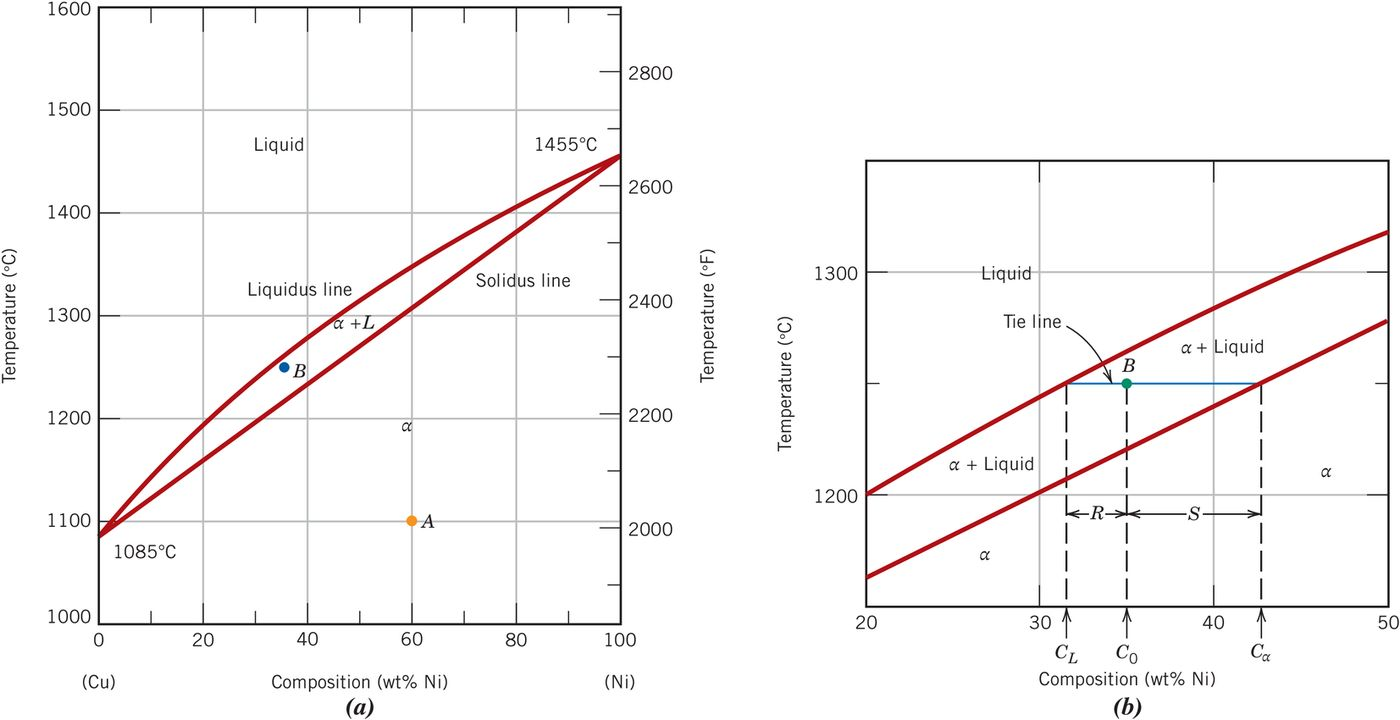 1600
1500
1400
1300
1200
1100
1000
2800
2600
2400
2200
2000
Temperature (°C)
Temperature (°F)
Liquid
1455°C
Liquidus line
Solidus line
α +L
B
α
A
1085°C
0
20
40
60
80
100
(Cu)
Composition (wt% Ni)
(Ni)
(a)
1300
1200
Temperature (°C)
Liquid
Tie line
B
α + Liquid
α + Liquid
α
α
R
S
20
30
40
50
C_L
C_0
C_α
Composition (wt% Ni)
(b)